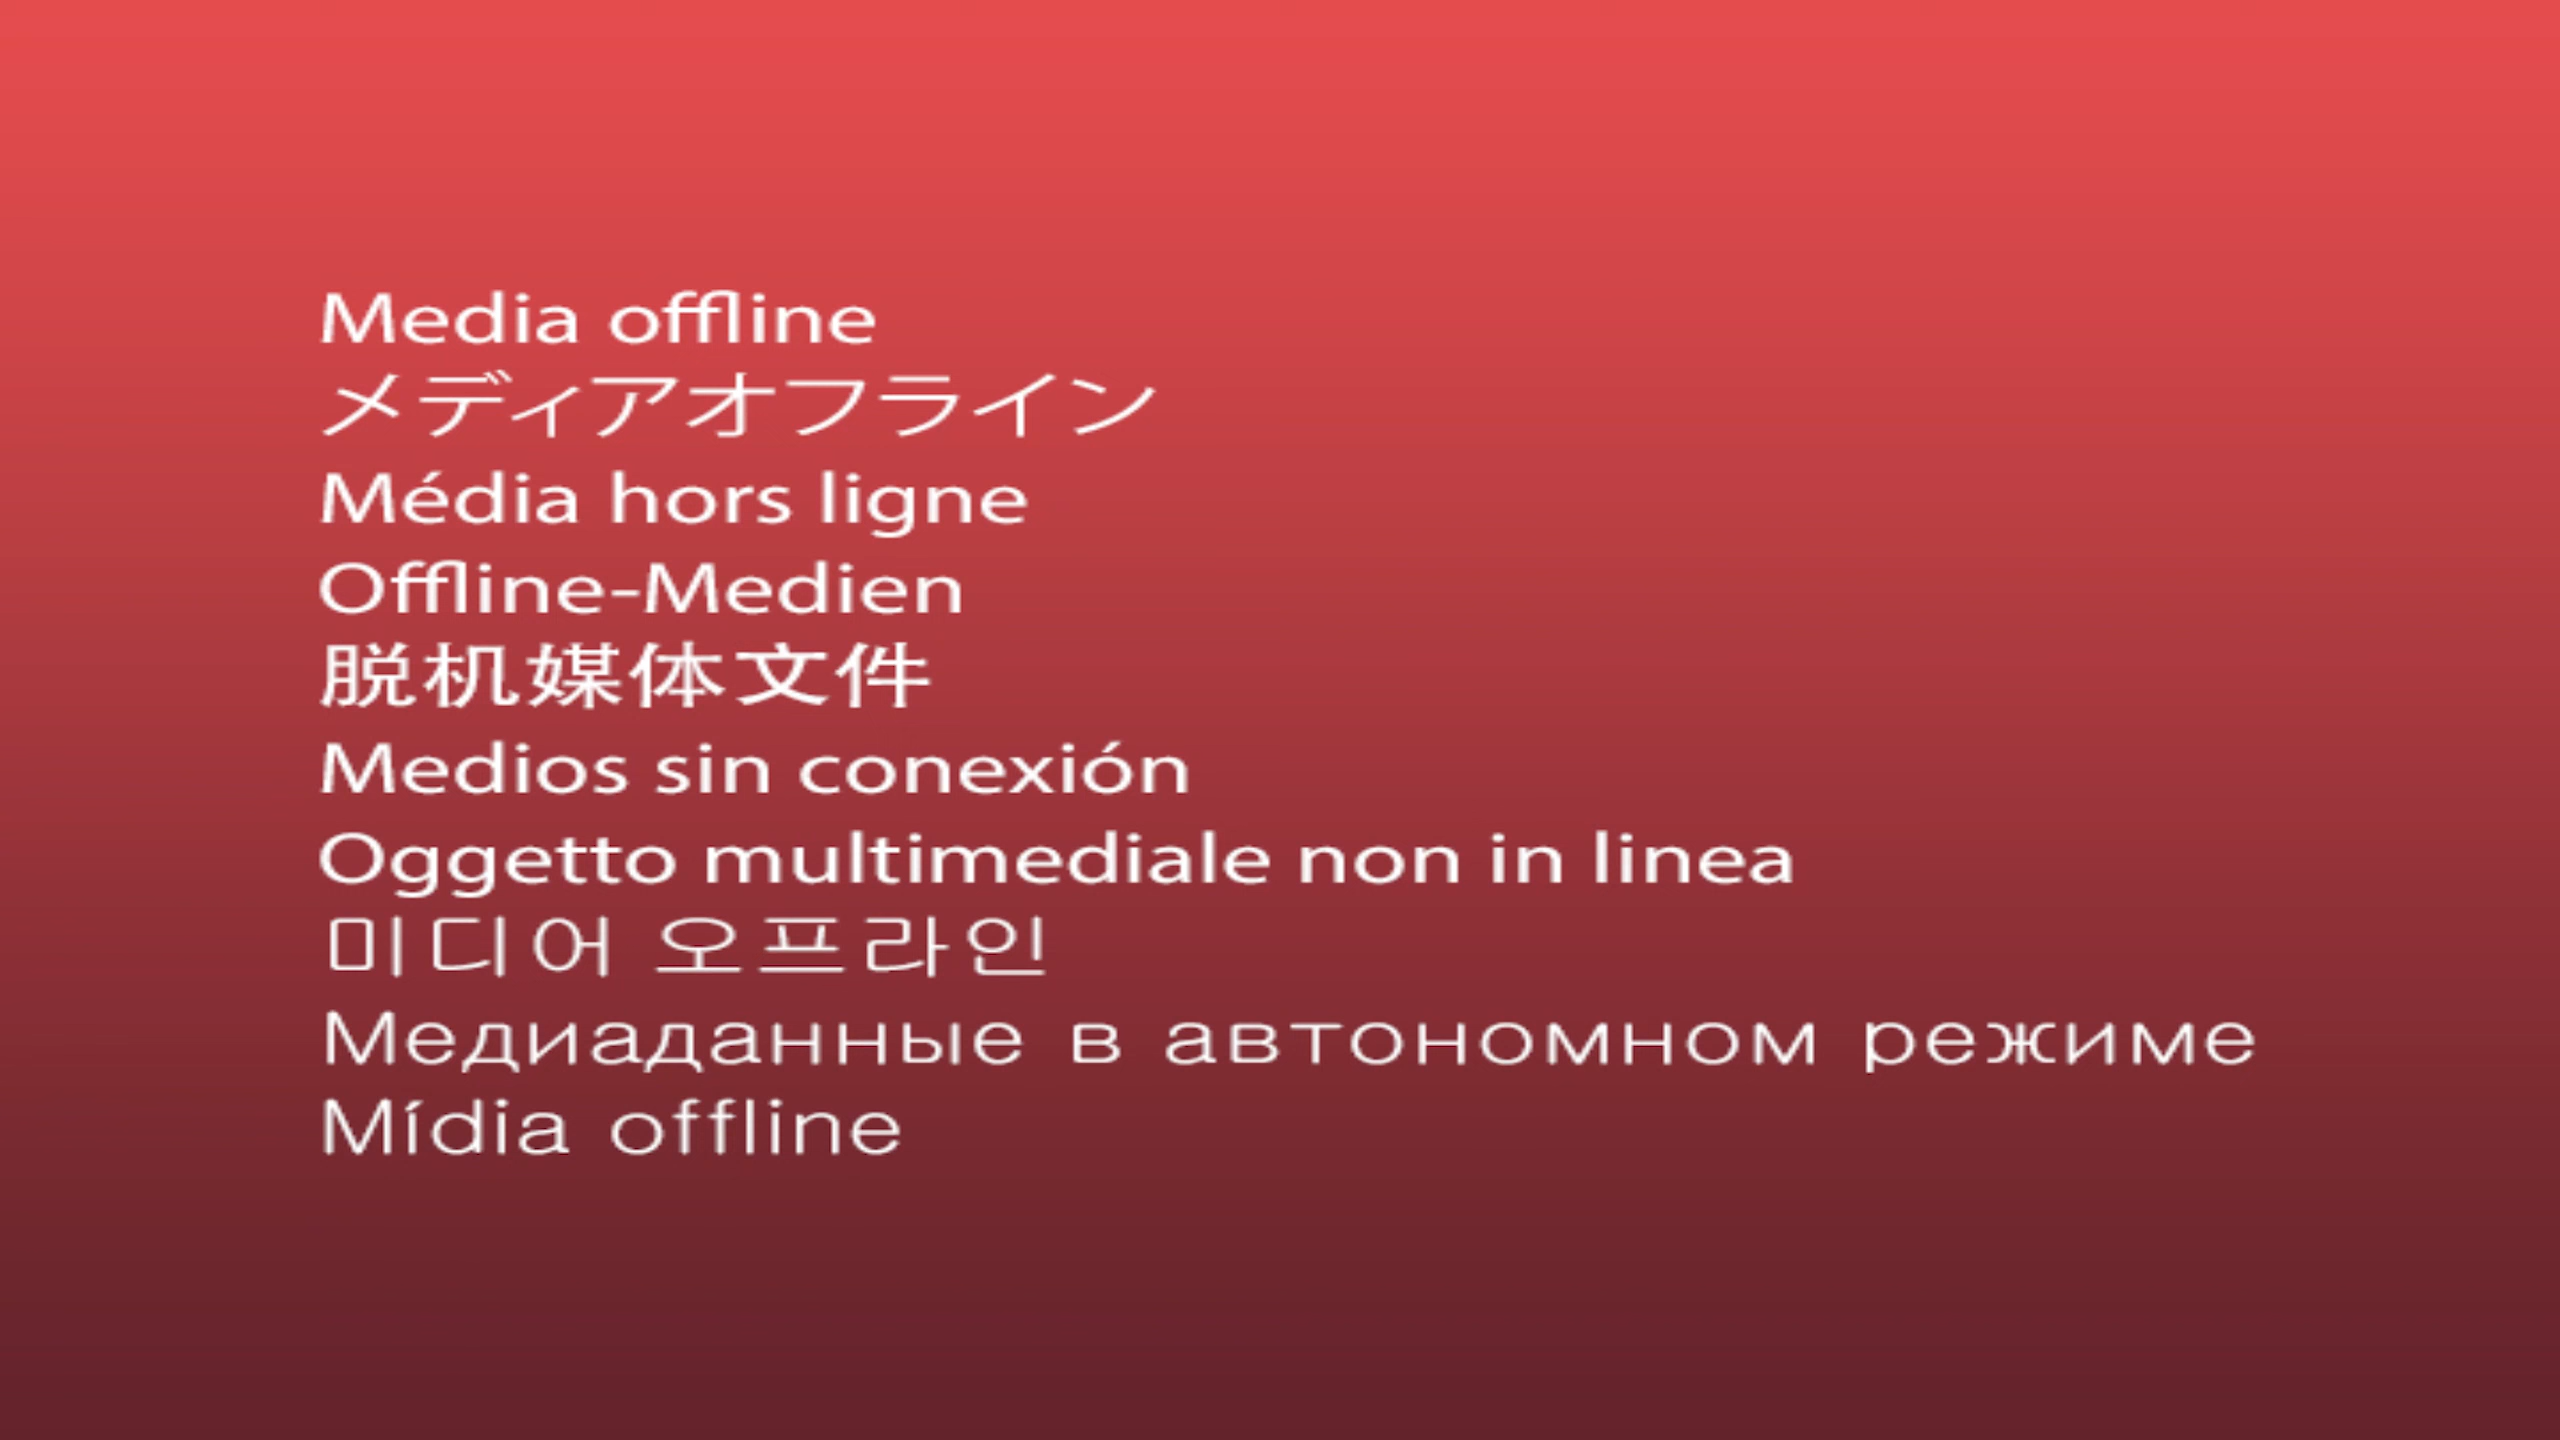 Media offline
メディアオフライン
Média hors ligne
Offline-Medien
脱机媒体文件
Medios sin conexión
Oggetto multimediale non in linea
미디어 오프라인
Медиаданные в автономном режиме
Mídia offline